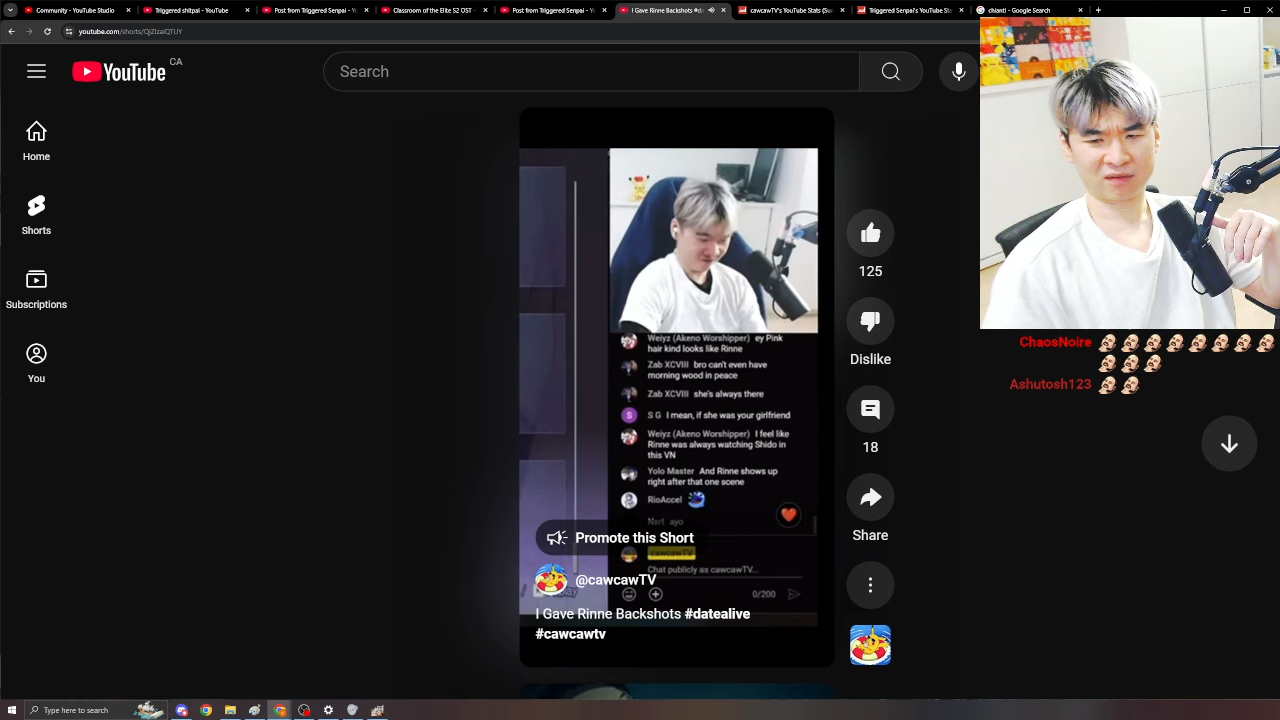 Community - YouTube Studio
Triggered shitpai - YouTube
Post from Triggered Senpai - Y
Classroom of the Elite S2 OST -
Post from Triggered Senpai - Y
I Gave Rinne Backshots #d
cawcawTV's YouTube Stats (Su
Triggered Senpai's YouTube St
chianti - Google Search
youtube.com/shorts/QjZIzaiQTUY
YouTube
CA
Search
Home
Shorts
Subscriptions
You
Weiyz (Akeno Worshipper) ey Pink
hair kind looks like Rinne
Zab XCVIII bro can't even have
morning wood in peace
Zab XCVIII she's always there
S
S G I mean, if she was your girlfriend
Weiyz (Akeno Worshipper) I feel like
Rinne was always watching Shido in
this VN
Yolo Master And Rinne shows up
right after that one scene
RioAccel
Nart ayo
cawcawTV
Chat publicly as cawcawTV...
0/200
Promote this Short
@cawcawTV
I Gave Rinne Backshots #datealive
#cawcawtv
125
Dislike
18
Share
ChaosNoire
Ashutosh123
Type here to search